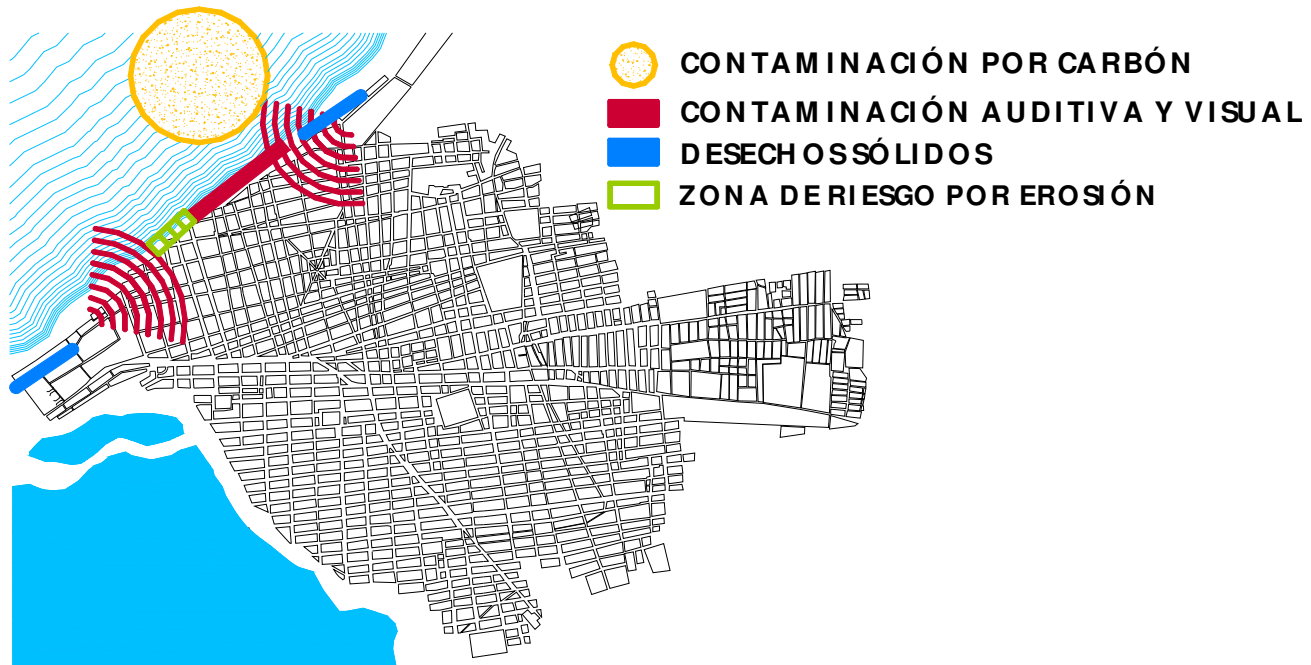 CONTAMINACIÓN POR CARBÓN
CONTAMINACIÓN AUDITIVA Y VISUAL
DESECHOS SÓLIDOS
ZONA DE RIESGO POR EROSIÓN